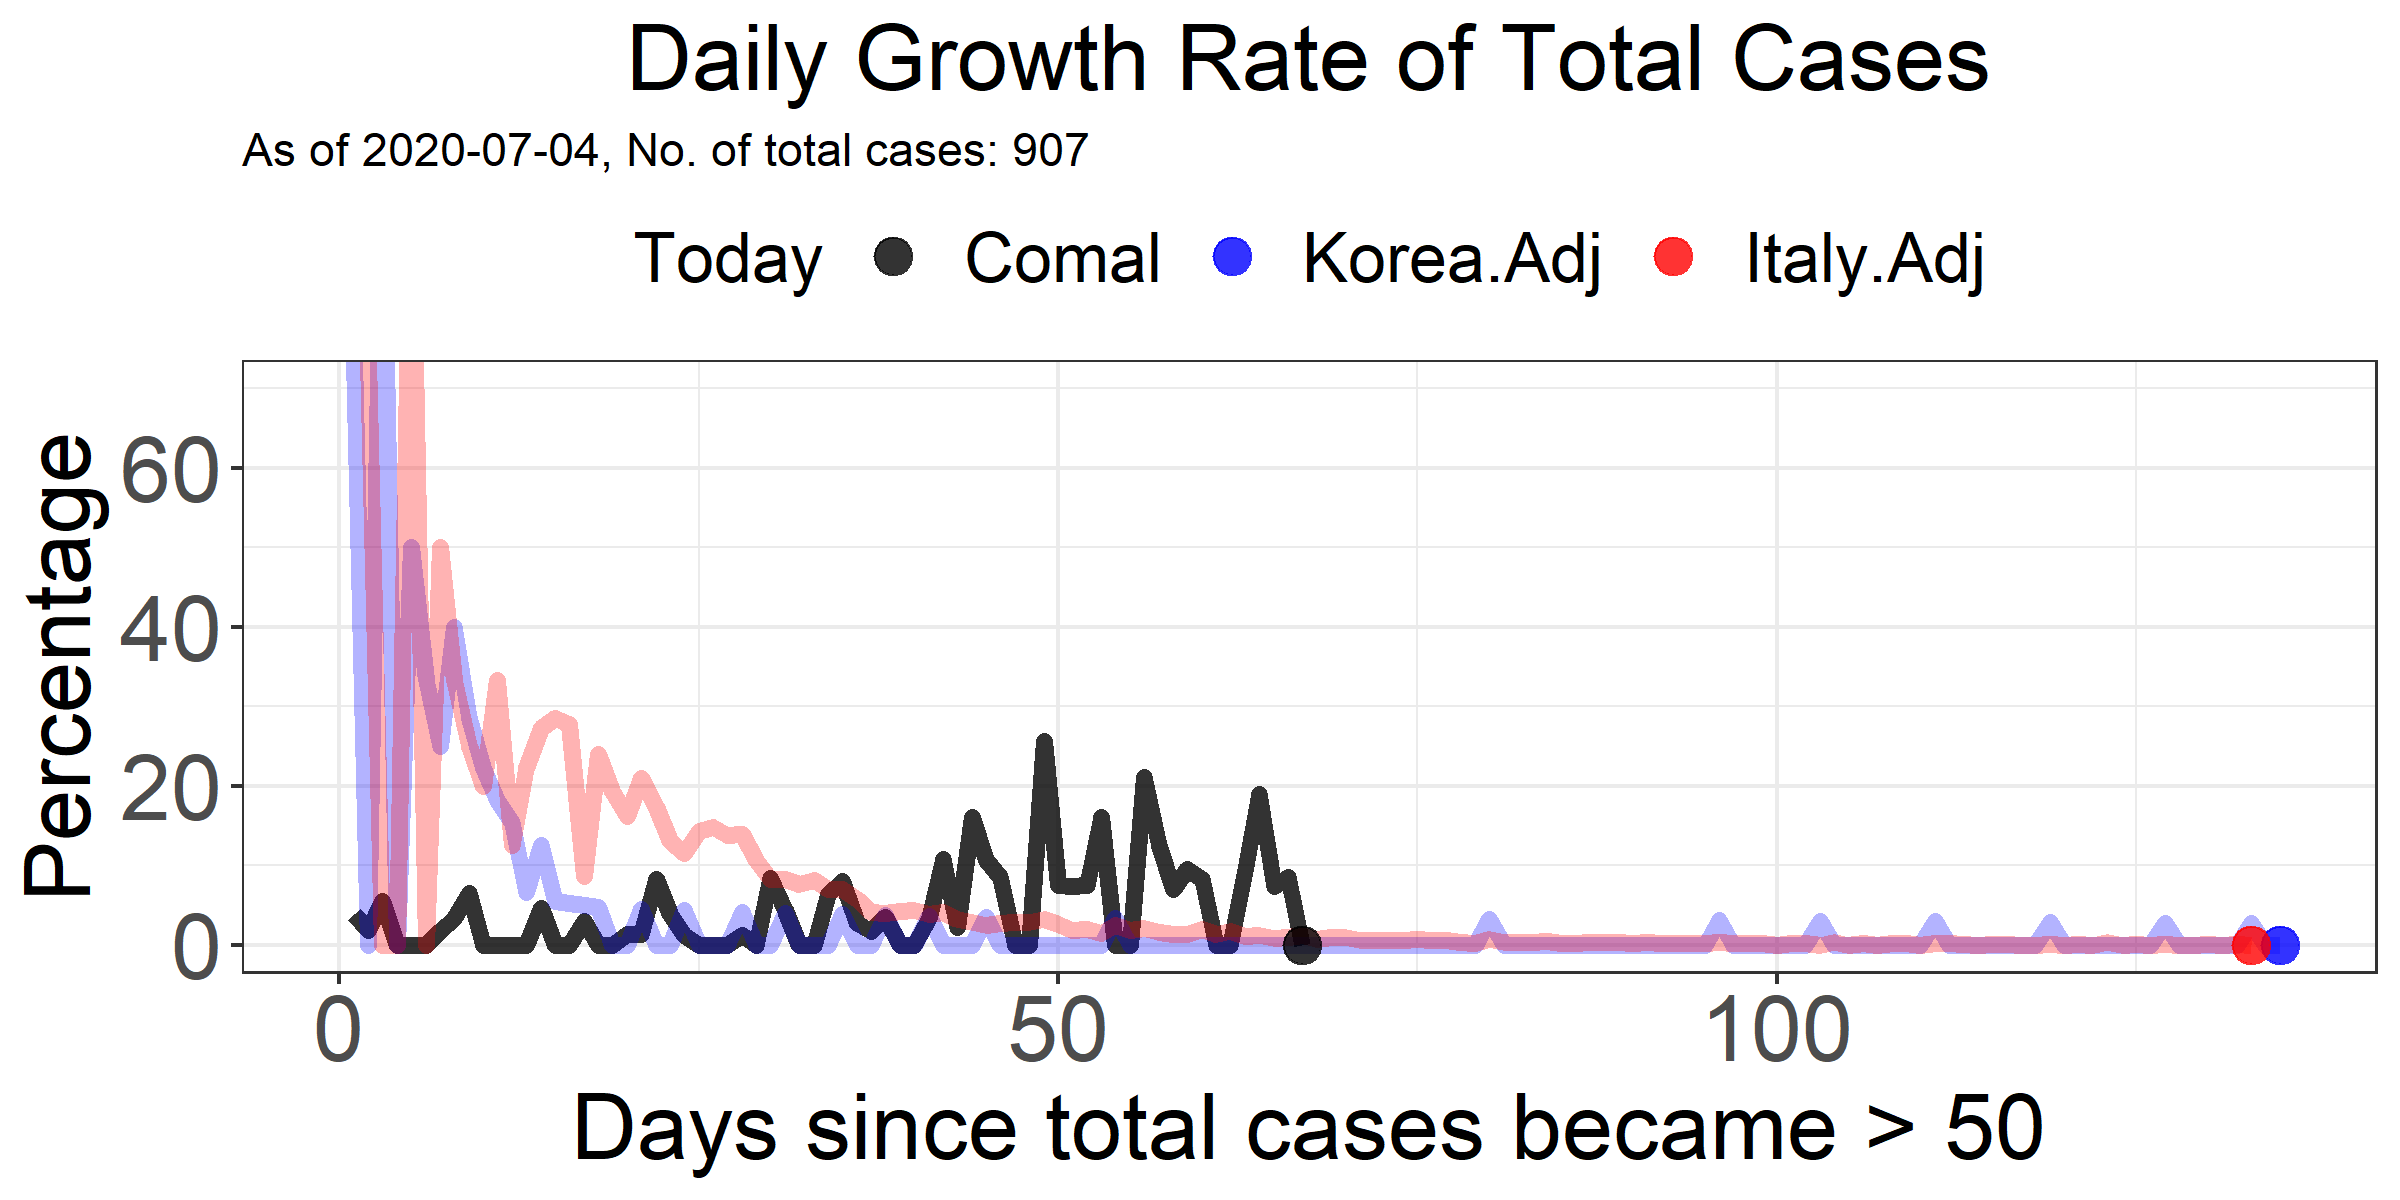 Daily Growth Rate of Total Cases
As of 2020-07-04, No. of total cases: 907
Today Comal Korea.Adj Italy.Adj
Percentage
60
40
20
0
0 50 100
Days since total cases became > 50